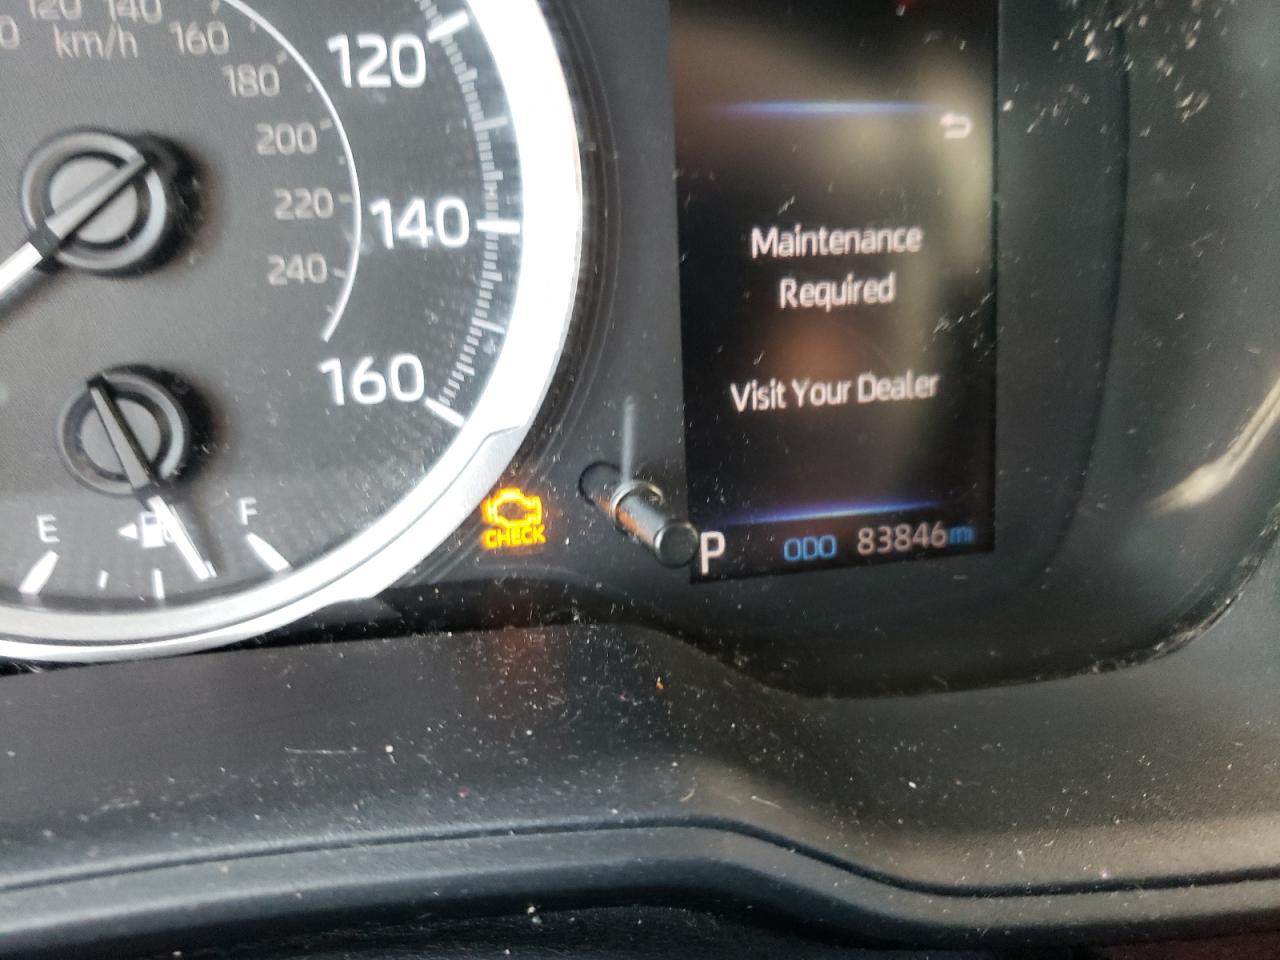 120 140
km/h 160
180
200
220
240
120
140
160
E
F
CHECK
Maintenance
Required
Visit Your Dealer
P ODO 83846 mi